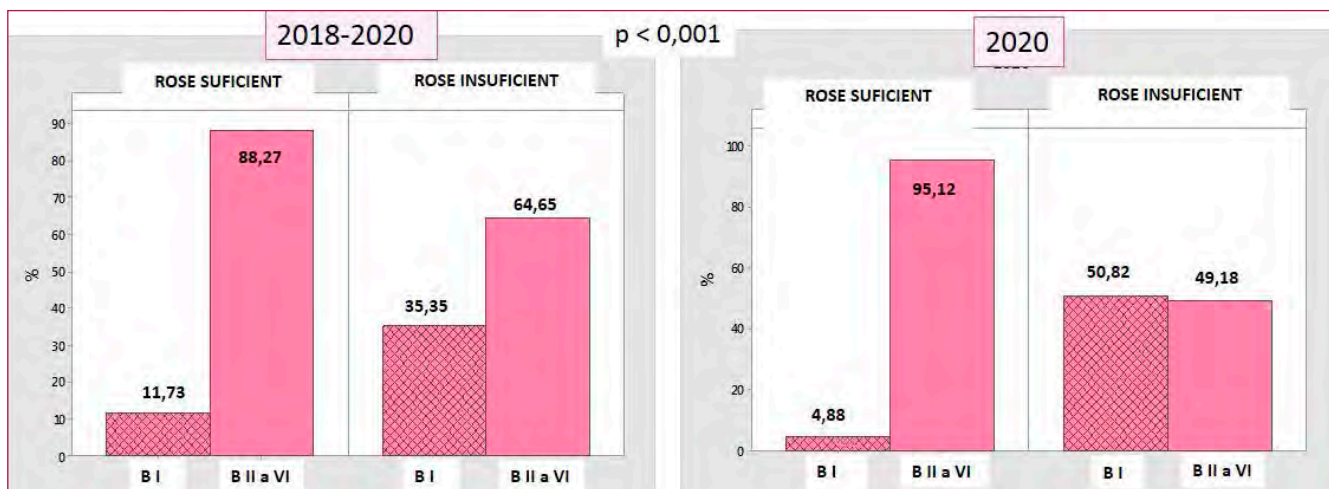 2018-2020
p < 0,001
2020
ROSE SUFICIENT
ROSE INSUFICIENT
90
80
70
60
50
40
30
20
10
0
%
88,27
64,65
35,35
11,73
B I
B II a VI
B I
B II a VI
ROSE SUFICIENT
ROSE INSUFICIENT
100
80
60
40
20
0
%
95,12
50,82
49,18
4,88
B I
B II a VI
B I
B II a VI